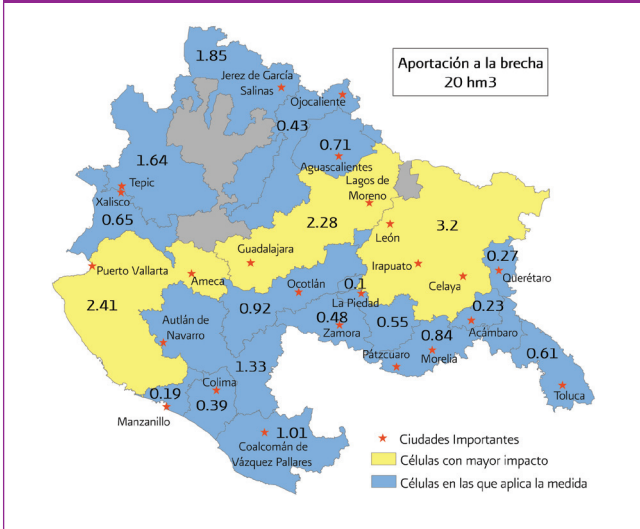 1.85
Aportación a la brecha
20 hm3
Jerez de García
Salinas
Ojocaliente
0.43
0.71
Aguascalientes
1.64
Tepic
Xalisco
0.65
Lagos de
Moreno
2.28
3.2
León
Guadalajara
Puerto Vallarta
Ameca
Irapuato
Celaya
0.27
Querétaro
2.41
Ocotlán
0.1
La Piedad
0.92
0.48
Zamora
0.55
0.23
Acámbaro
Autlán de
Navarro
0.84
Morelia
Pátzcuaro
0.61
Toluca
1.33
Colima
0.19
0.39
Manzanillo
1.01
Coalcomán de
Vázquez Pallares
Ciudades Importantes
Células con mayor impacto
Células en las que aplica la medida